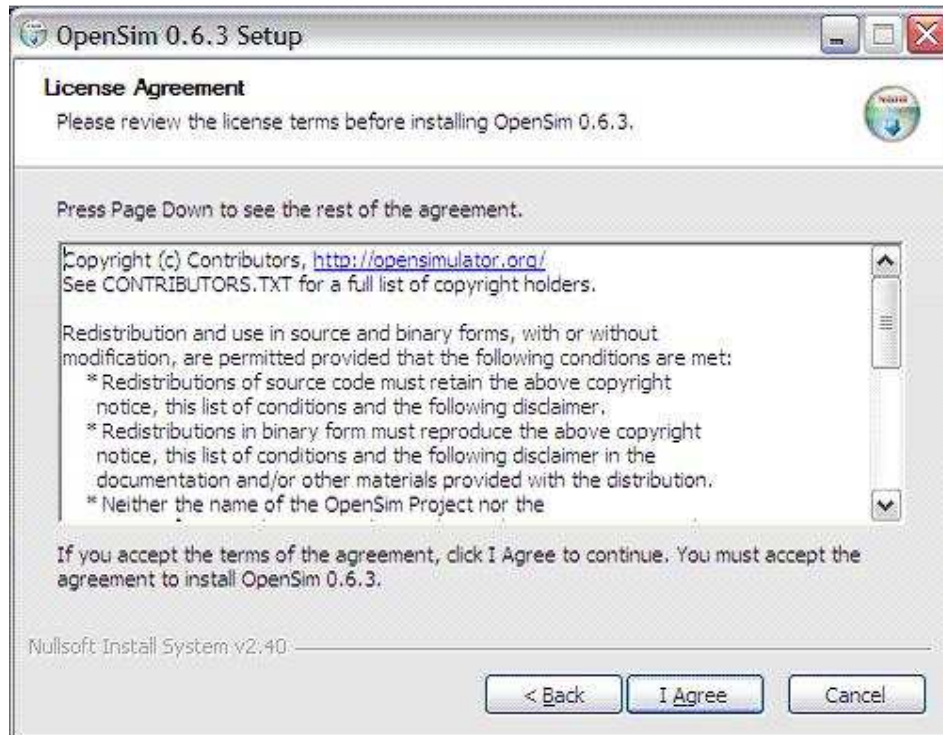 OpenSim 0.6.3 Setup
License Agreement
Please review the license terms before installing OpenSim 0.6.3.
Press Page Down to see the rest of the agreement.
Copyright (c) Contributors, http://opensimulator.org/
See CONTRIBUTORS.TXT for a full list of copyright holders.
Redistribution and use in source and binary forms, with or without
modification, are permitted provided that the following conditions are met:
* Redistributions of source code must retain the above copyright
notice, this list of conditions and the following disclaimer.
* Redistributions in binary form must reproduce the above copyright
notice, this list of conditions and the following disclaimer in the
documentation and/or other materials provided with the distribution.
* Neither the name of the OpenSim Project nor the
If you accept the terms of the agreement, click I Agree to continue. You must accept the
agreement to install OpenSim 0.6.3.
Nullsoft Install System v2.40
< Back I Agree Cancel